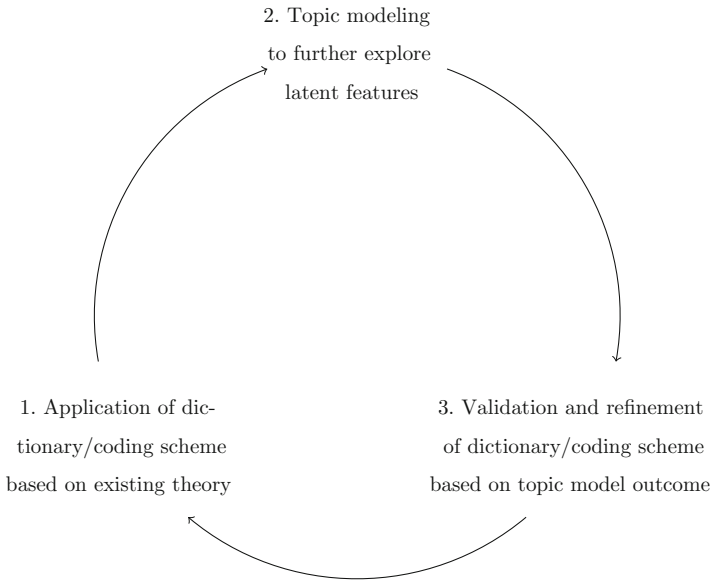 2. Topic modeling
to further explore
latent features
1. Application of dic-
tionary/coding scheme
based on existing theory
3. Validation and refinement
of dictionary/coding scheme
based on topic model outcome